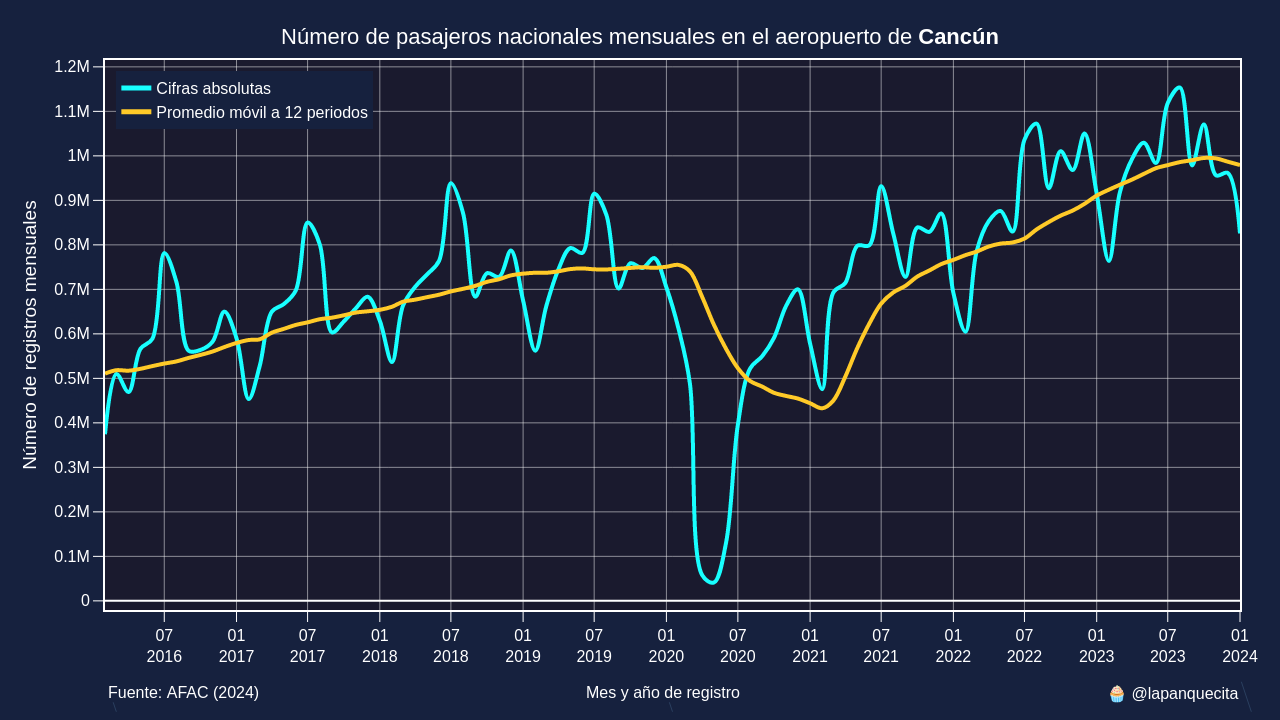 Número de pasajeros nacionales mensuales en el aeropuerto de Cancún
Cifras absolutas
Promedio móvil a 12 periodos
Número de registros mensuales
1.2M
1.1M
1M
0.9M
0.8M
0.7M
0.6M
0.5M
0.4M
0.3M
0.2M
0.1M
0
07 01 07 01 07 01 07 01 07 01 07 01 07 01 07 01
2016 2017 2017 2018 2018 2019 2019 2020 2020 2021 2021 2022 2022 2023 2023 2024
Fuente: AFAC (2024) Mes y año de registro 🧁 @lapanquecita